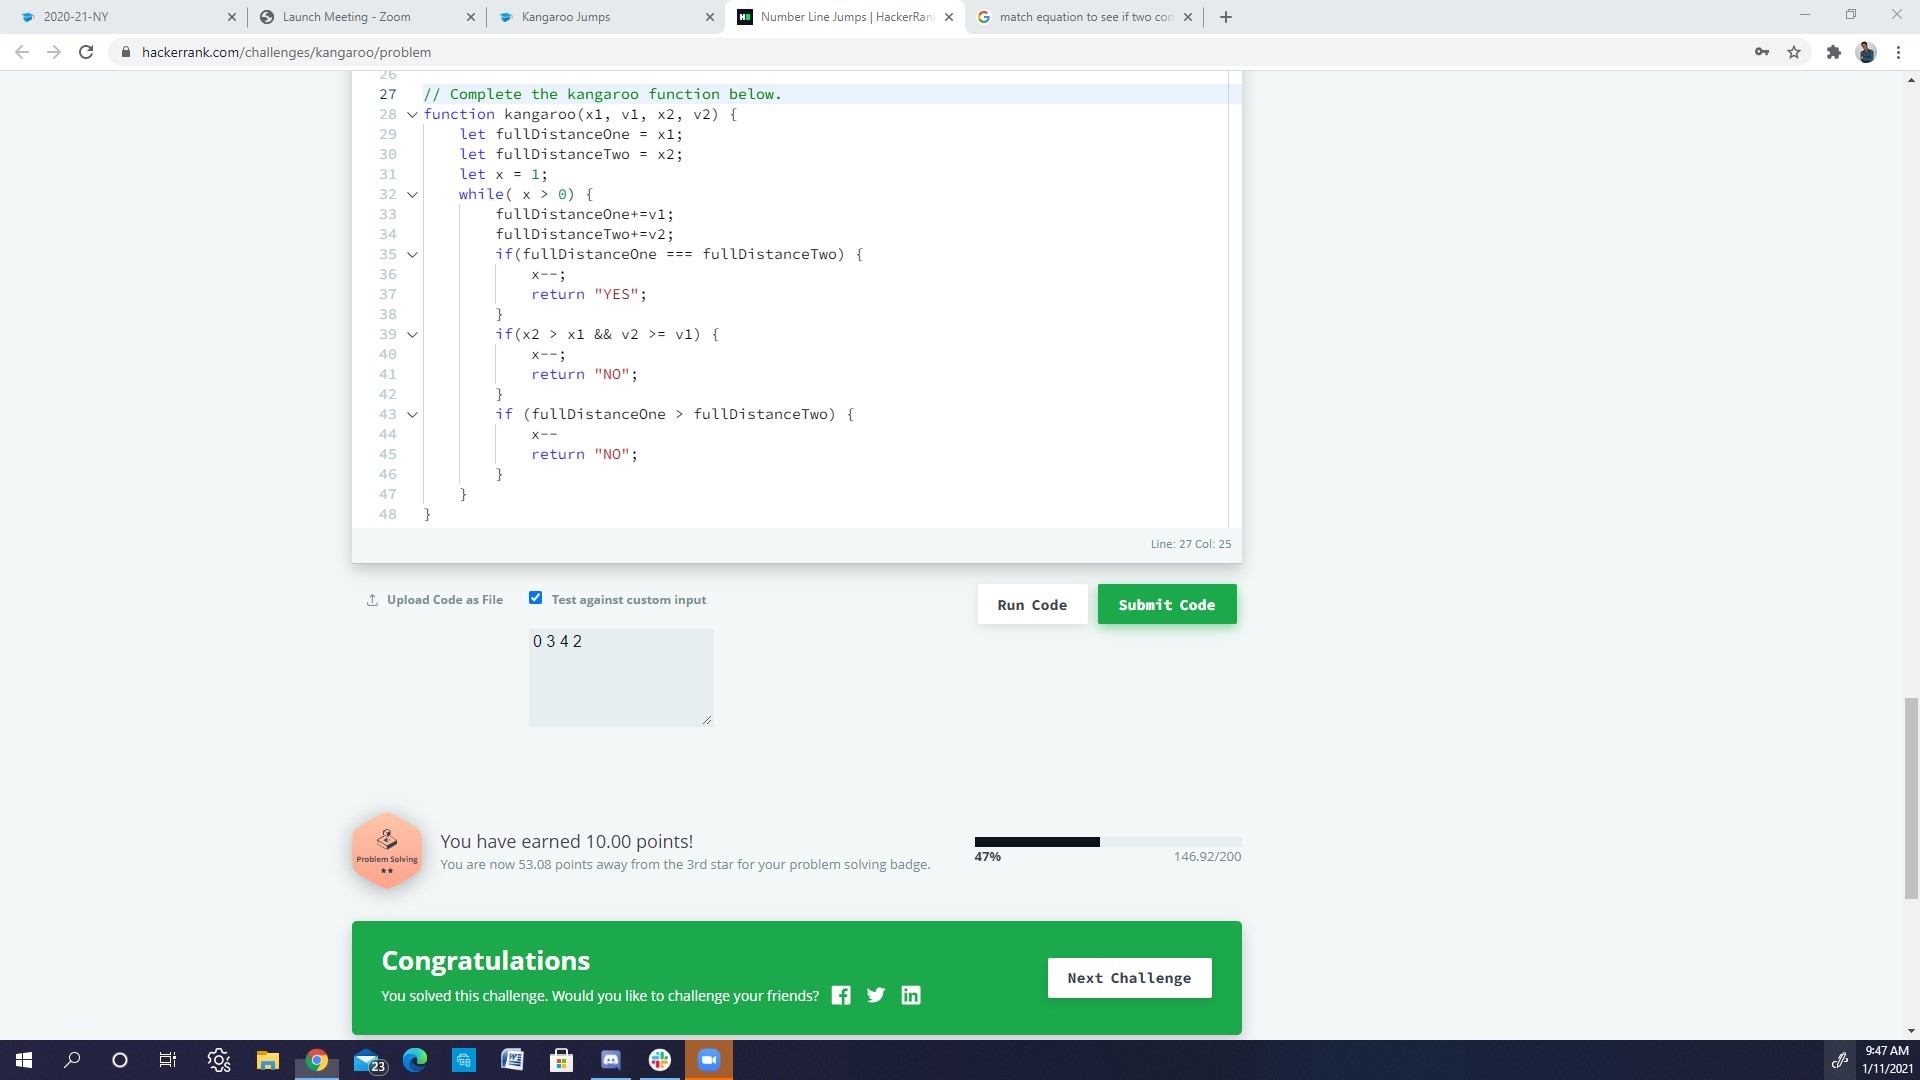 2020-21-NY
Launch Meeting - Zoom
Kangaroo Jumps
Number Line Jumps | HackerRan
match equation to see if two con
hackerrank.com/challenges/kangaroo/problem
26
27 // Complete the kangaroo function below.
28 function kangaroo(x1, v1, x2, v2) {
29 let fullDistanceOne = x1;
30 let fullDistanceTwo = x2;
31 let x = 1;
32 while( x > 0) {
33 fullDistanceOne+=v1;
34 fullDistanceTwo+=v2;
35 if(fullDistanceOne === fullDistanceTwo) {
36 x--;
37 return "YES";
38 }
39 if(x2 > x1 && v2 >= v1) {
40 x--;
41 return "NO";
42 }
43 if (fullDistanceOne > fullDistanceTwo) {
44 x--
45 return "NO";
46 }
47 }
48 }
Line: 27 Col: 25
Upload Code as File
Test against custom input
Run Code
Submit Code
0 3 4 2
Problem Solving
You have earned 10.00 points!
You are now 53.08 points away from the 3rd star for your problem solving badge.
47%
146.92/200
Congratulations
You solved this challenge. Would you like to challenge your friends?
Next Challenge
23
9:47 AM
1/11/2021